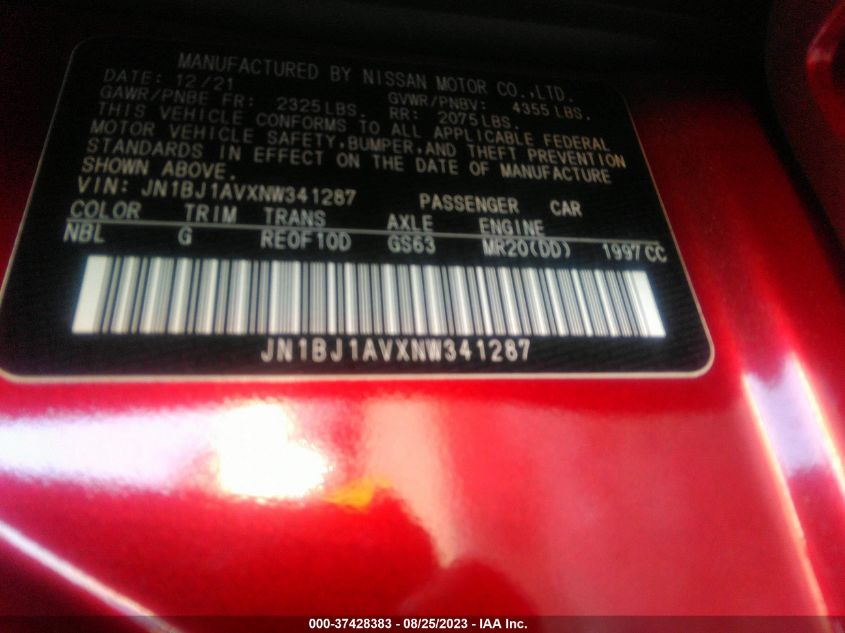 MANUFACTURED BY NISSAN MOTOR CO.,LTD.
DATE: 12/21
GAWR/PNBE FR: 2325LBS. GVWR/PNBV: 4355LBS.
RR: 2075LBS.
THIS VEHICLE CONFORMS TO ALL APPLICABLE FEDERAL
MOTOR VEHICLE SAFETY,BUMPER,AND THEFT PREVENTION
STANDARDS IN EFFECT ON THE DATE OF MANUFACTURE
SHOWN ABOVE.
VIN: JN1BJ1AVXNW341287 PASSENGER CAR
COLOR TRIM TRANS AXLE ENGINE
NBL G RE0F10D GS63 MR20(DD) 1997CC
JN1BJ1AVXNW341287
000-37428383 - 08/25/2023 - IAA Inc.